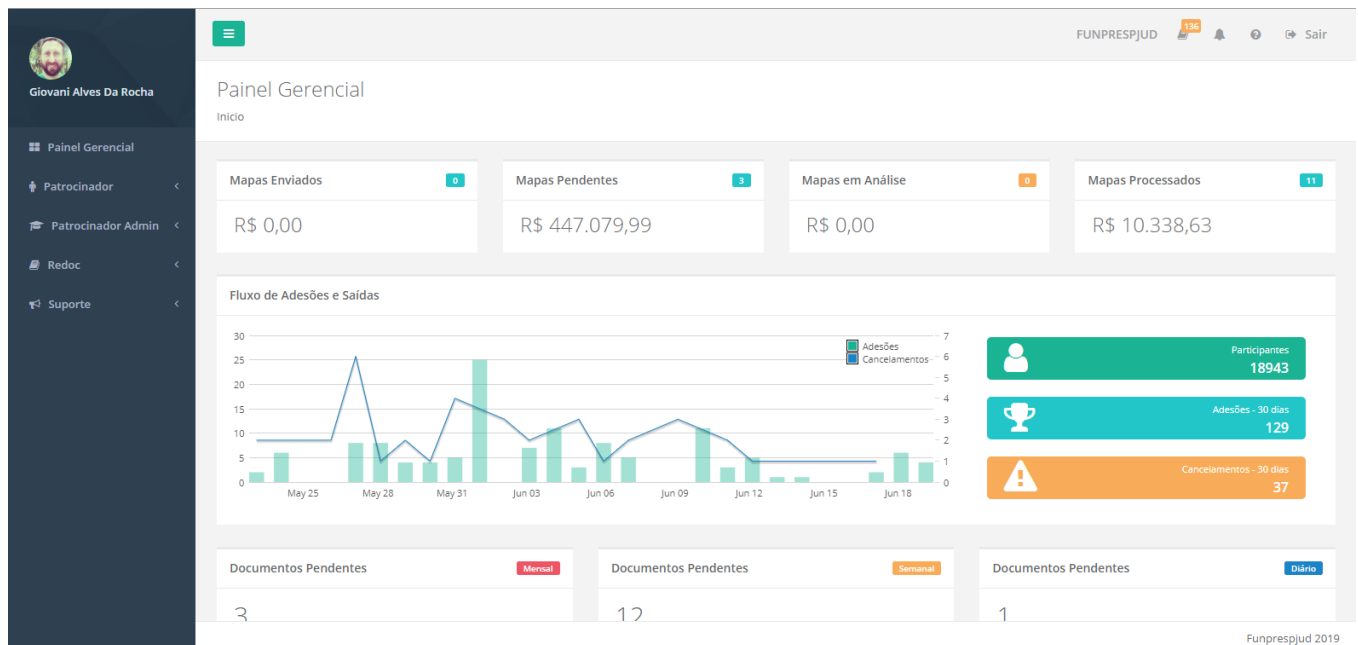 FUNPRESPJUD 136 Sair
Giovani Alves Da Rocha
Painel Gerencial
Patrocinador
Patrocinador Admin
Redoc
Suporte
Painel Gerencial
Inicio
Mapas Enviados 0
R$ 0,00
Mapas Pendentes 3
R$ 447.079,99
Mapas em Análise 0
R$ 0,00
Mapas Processados 11
R$ 10.338,63
Fluxo de Adesões e Saídas
30
25
20
15
10
5
0
May 25 May 28 May 31 Jun 03 Jun 06 Jun 09 Jun 12 Jun 15 Jun 18
Adesões
Cancelamentos
7
6
5
4
3
2
1
0
Participantes
18943
Adesões - 30 dias
129
Cancelamentos - 30 dias
37
Documentos Pendentes Mensal
3
Documentos Pendentes Semanal
12
Documentos Pendentes Diário
1
Funprespjud 2019